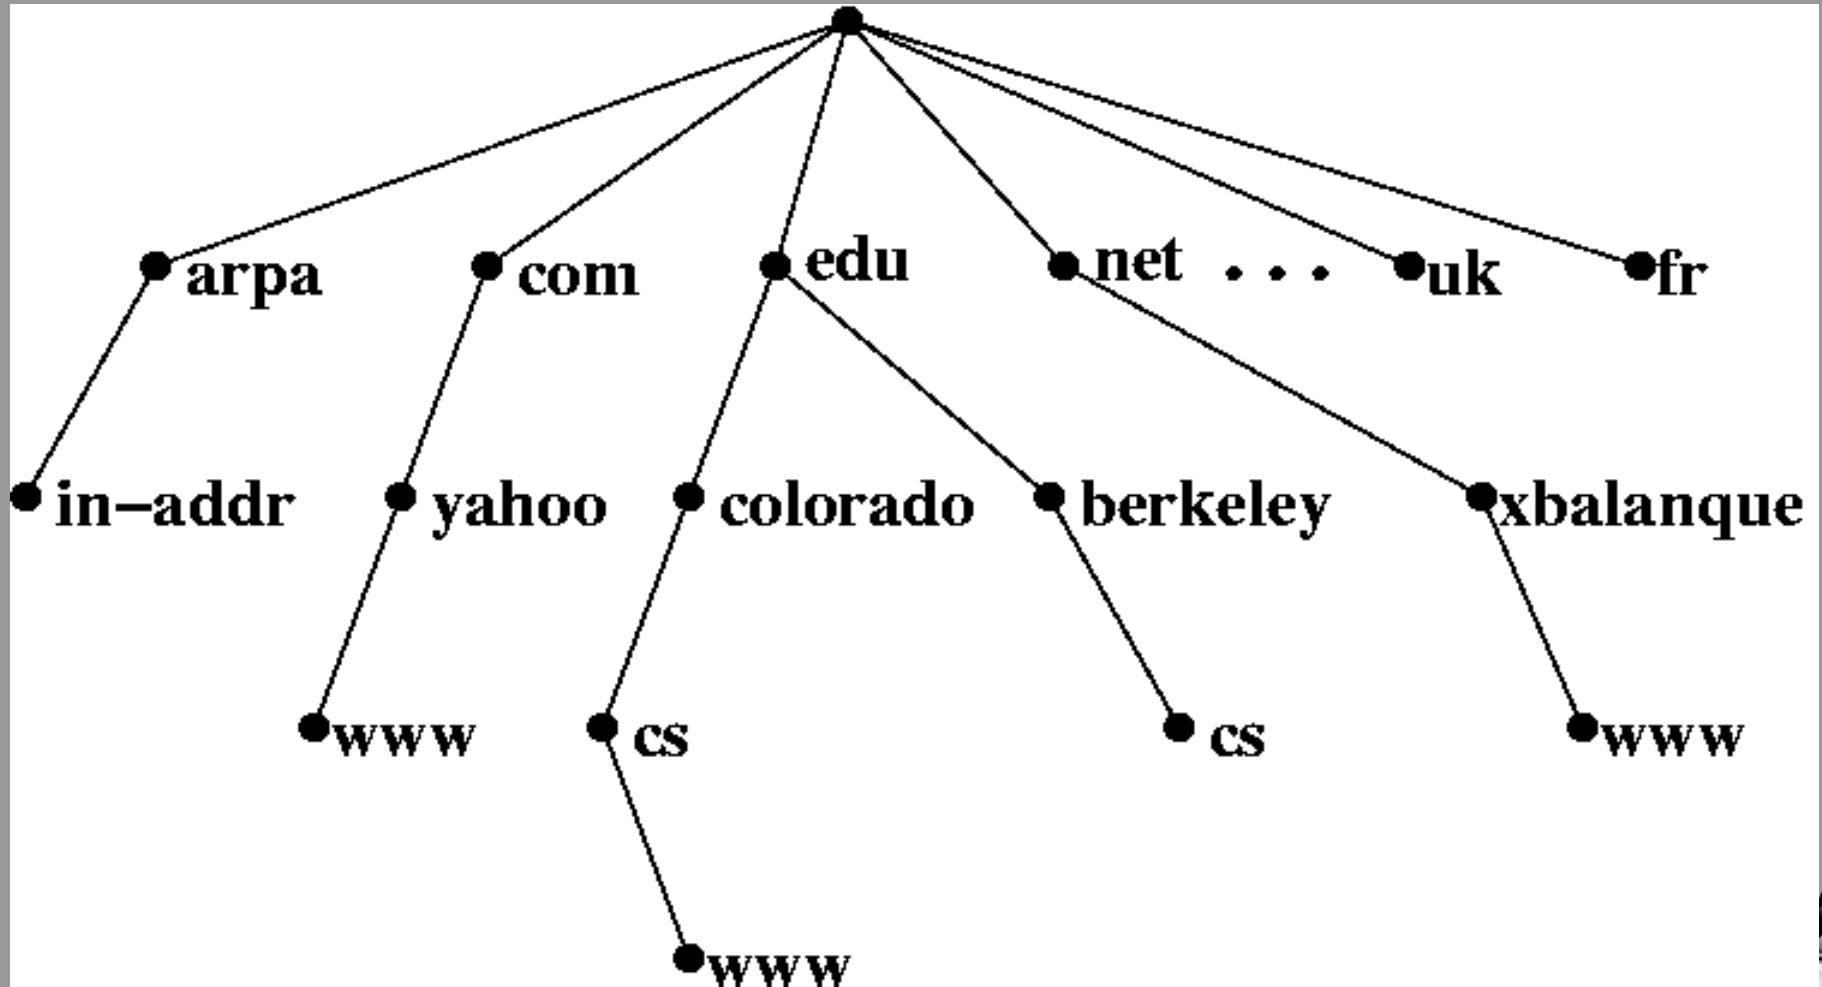 arpa com edu net . . . uk fr
in-addr yahoo colorado berkeley xbalanque
www cs cs www
www